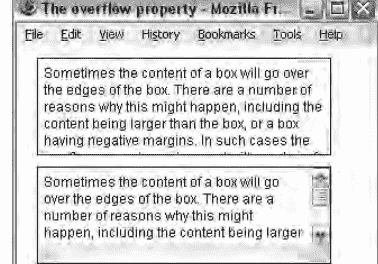 The overflow property - Mozilla Fr...
File Edit View History Bookmarks Tools Help
Sometimes the content of a box will go over
the edges of the box. There are a number of
reasons why this might happen, including the
content being larger than the box, or a box
having negative margins. In such cases the
Sometimes the content of a box will go
over the edges of the box. There are a
number of reasons why this might
happen, including the content being larger